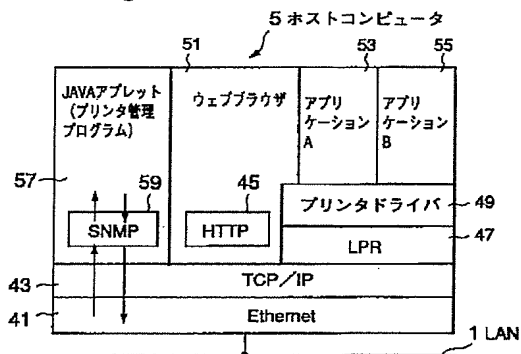 5 ホストコンピュータ
51
53
55
JAVAアプレット
(プリンタ管理
プログラム)
ウェブブラウザ
アプリ
ケーション
A
アプリ
ケーション
B
57
59
45
SNMP
HTTP
プリンタドライバ
49
LPR
47
43
TCP/IP
41
Ethernet
1 LAN